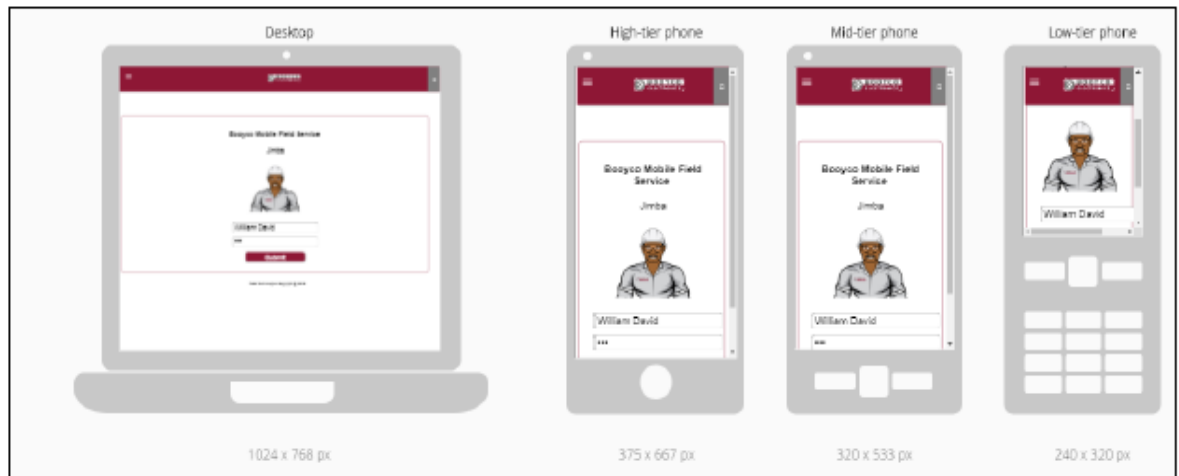 Desktop
High-tier phone
Mid-tier phone
Low-tier phone
Booyco Mobile Field Service
Jimba
William David
•••
Submit
Booyco Mobile Field
Service
Jimba
William David
•••
Booyco Mobile Field
Service
Jimba
William David
•••
William David
1024 x 768 px
375 x 667 px
320 x 533 px
240 x 320 px